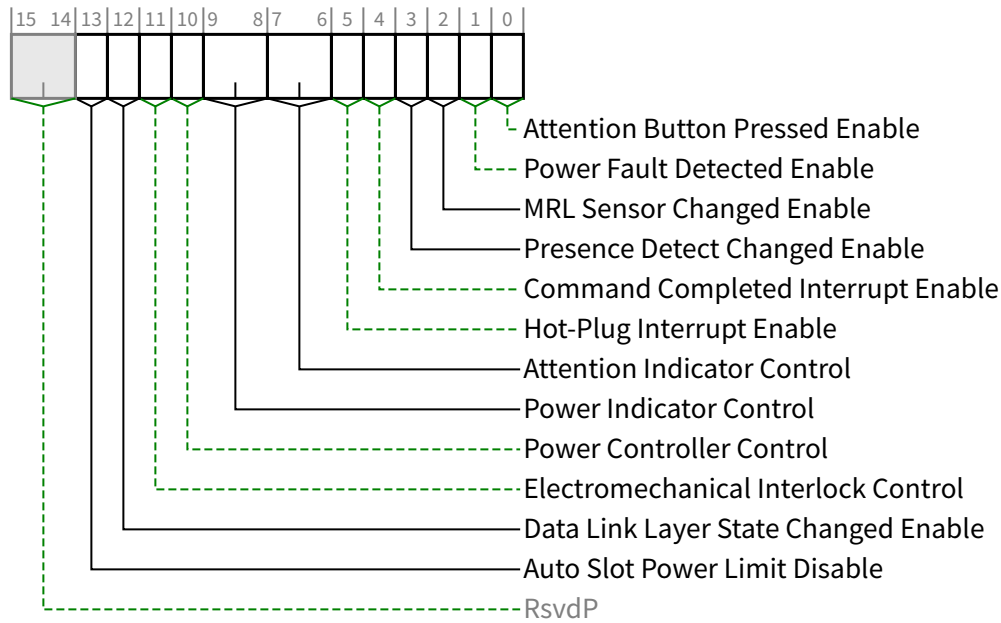 15 14 13 12 11 10 9 8 7 6 5 4 3 2 1 0
Attention Button Pressed Enable
Power Fault Detected Enable
MRL Sensor Changed Enable
Presence Detect Changed Enable
Command Completed Interrupt Enable
Hot-Plug Interrupt Enable
Attention Indicator Control
Power Indicator Control
Power Controller Control
Electromechanical Interlock Control
Data Link Layer State Changed Enable
Auto Slot Power Limit Disable
RsvdP